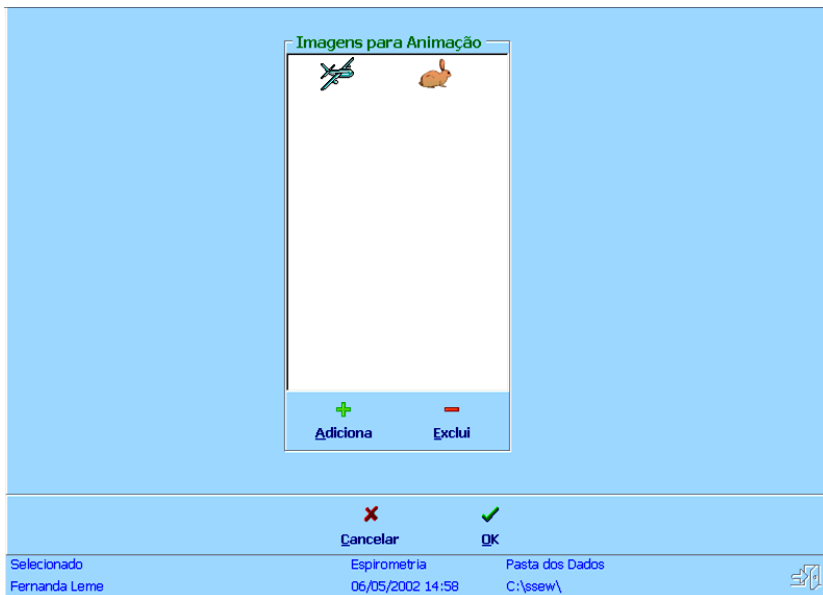 Imagens para Animação
Adiciona Exclui
Cancelar OK
Selecionado Espirometria Pasta dos Dados
Fernanda Leme 06/05/2002 14:58 C:\ssew\